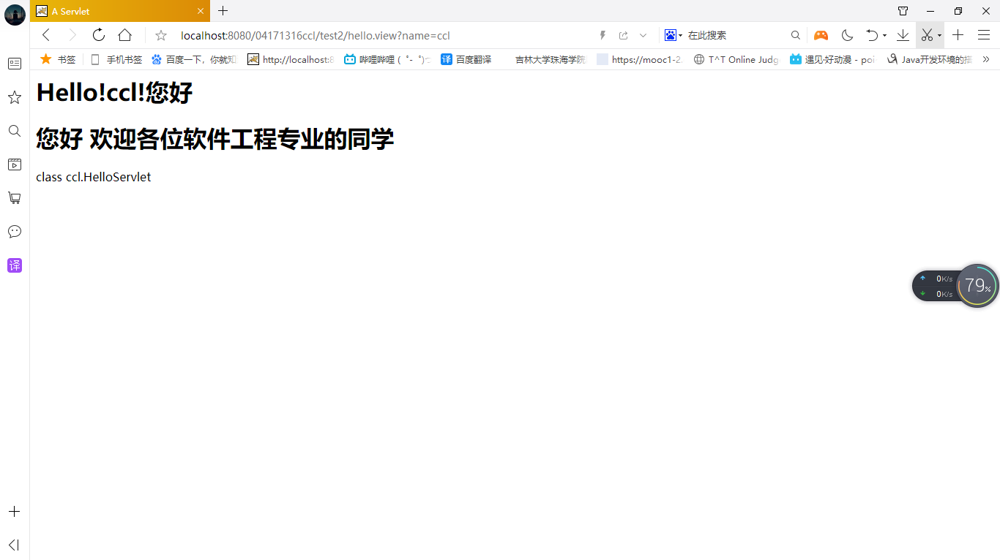 A Servlet
localhost:8080/04171316ccl/test2/hello.view?name=ccl
在此搜索
书签
手机书签
百度一下，你就知
http://localhost:8
哔哩哔哩 ( ゜- ゜)つ
百度翻译
吉林大学珠海学院
https://mooc1-2.
T^T Online Judg
遇见·好动漫 - poi
Java开发环境的搭
Hello!ccl!您好
您好 欢迎各位软件工程专业的同学
class ccl.HelloServlet
译
0K/s
0K/s
79%